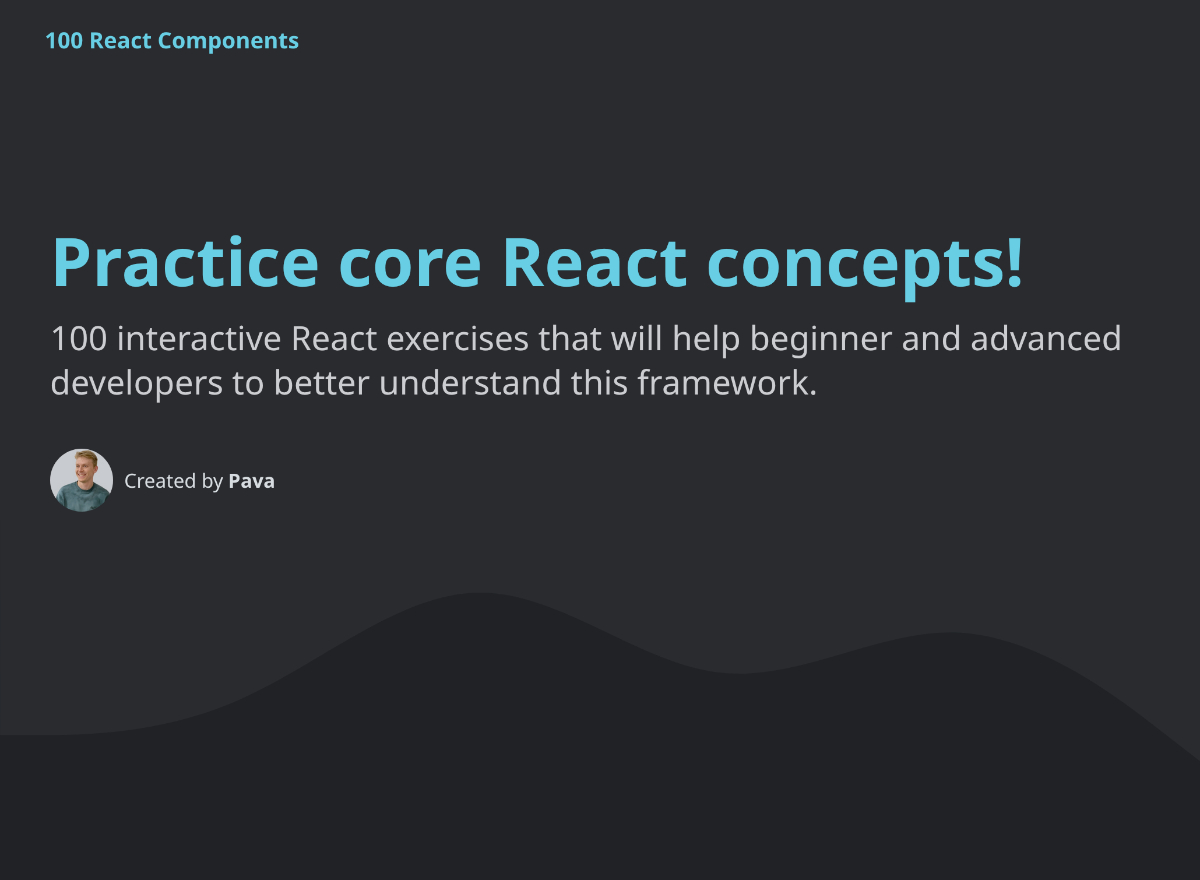 100 React Components
Practice core React concepts!
100 interactive React exercises that will help beginner and advanced
developers to better understand this framework.
Created by Pava